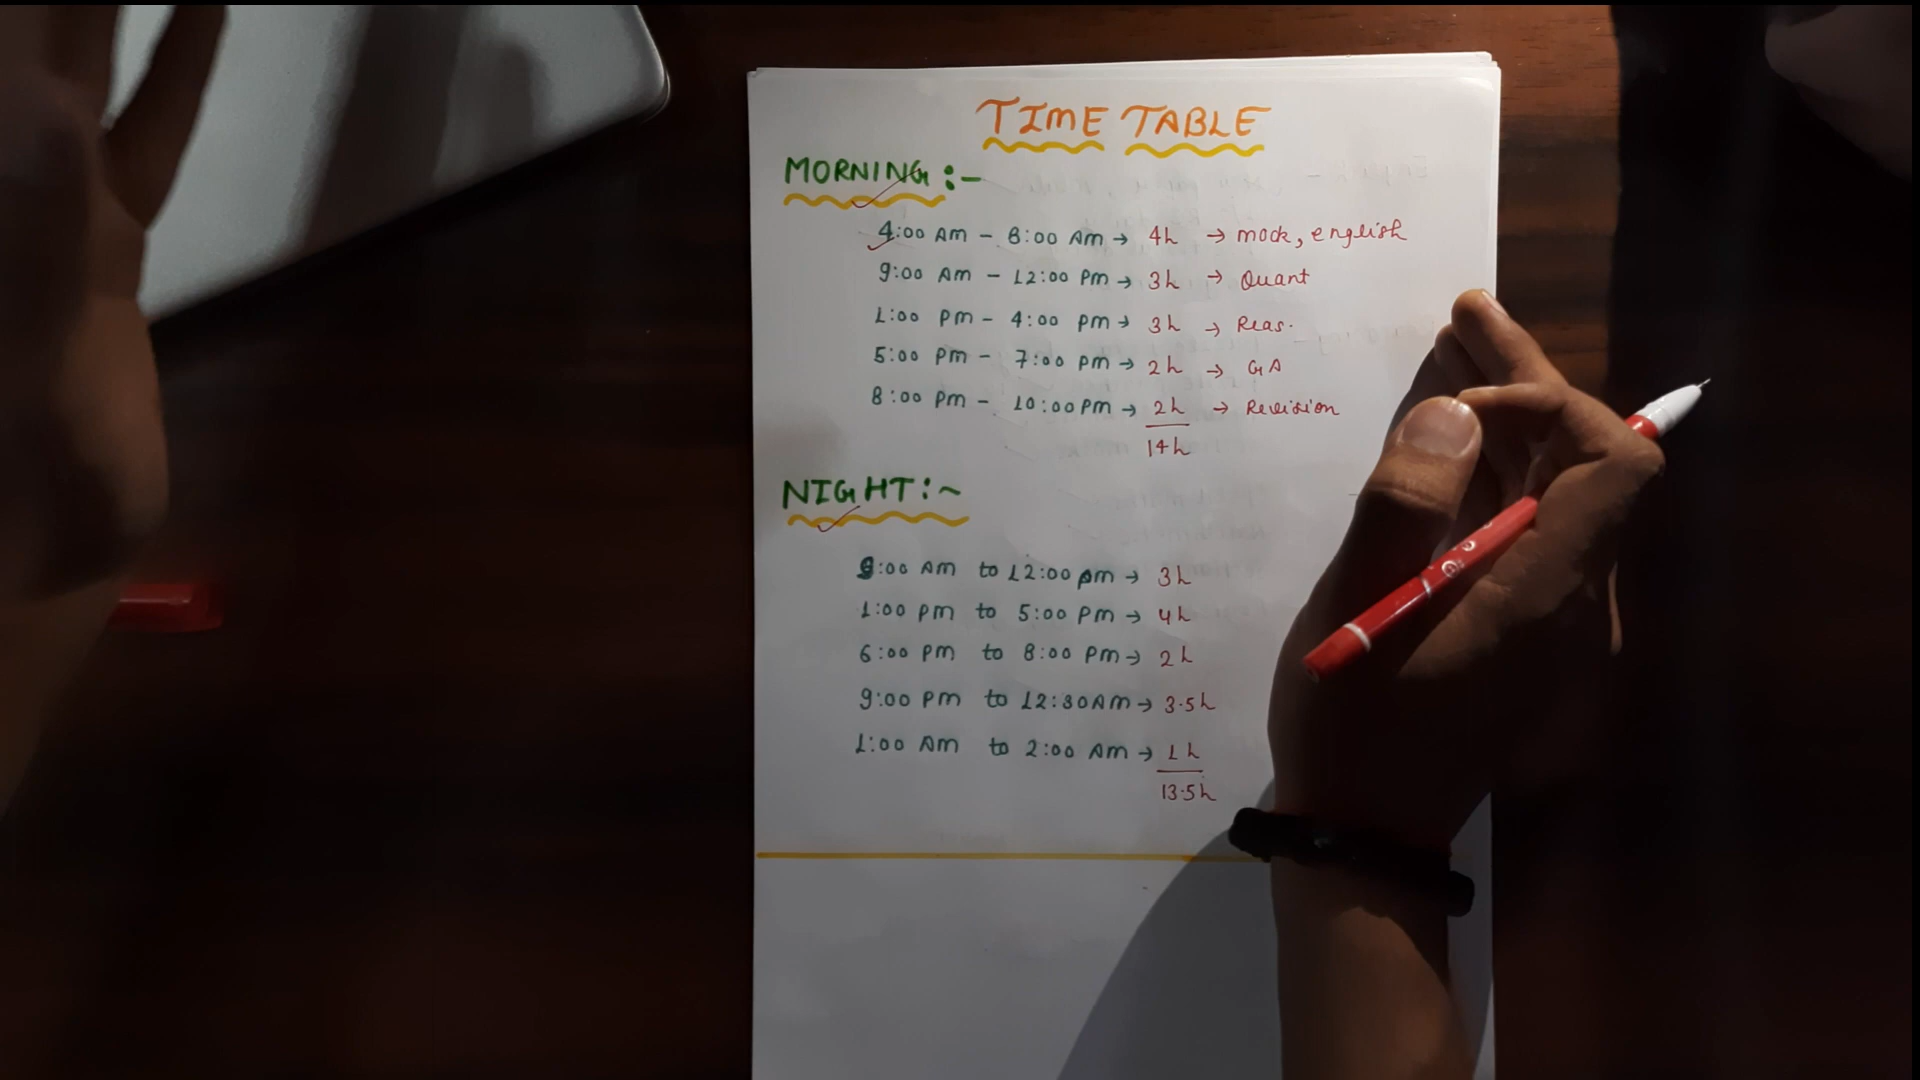 TIME TABLE
MORNING :-
4:00 AM - 8:00 AM → 4h → mock, english
9:00 AM - 12:00 PM → 3h → Quant
1:00 PM - 4:00 PM → 3h → Reas.
5:00 PM - 7:00 PM → 2h → GA
8:00 PM - 10:00 PM → 2h → Revision
14h
NIGHT :~
9:00 AM to 12:00 pm → 3h
1:00 PM to 5:00 PM → 4h
6:00 PM to 8:00 PM → 2h
9:00 PM to 12:30 AM → 3.5h
1:00 AM to 2:00 AM → 1h
13.5h